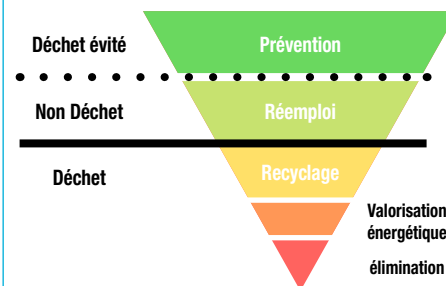 Déchet évité
Prévention
Non Déchet
Réemploi
Déchet
Recyclage
Valorisation
énergétique
élimination